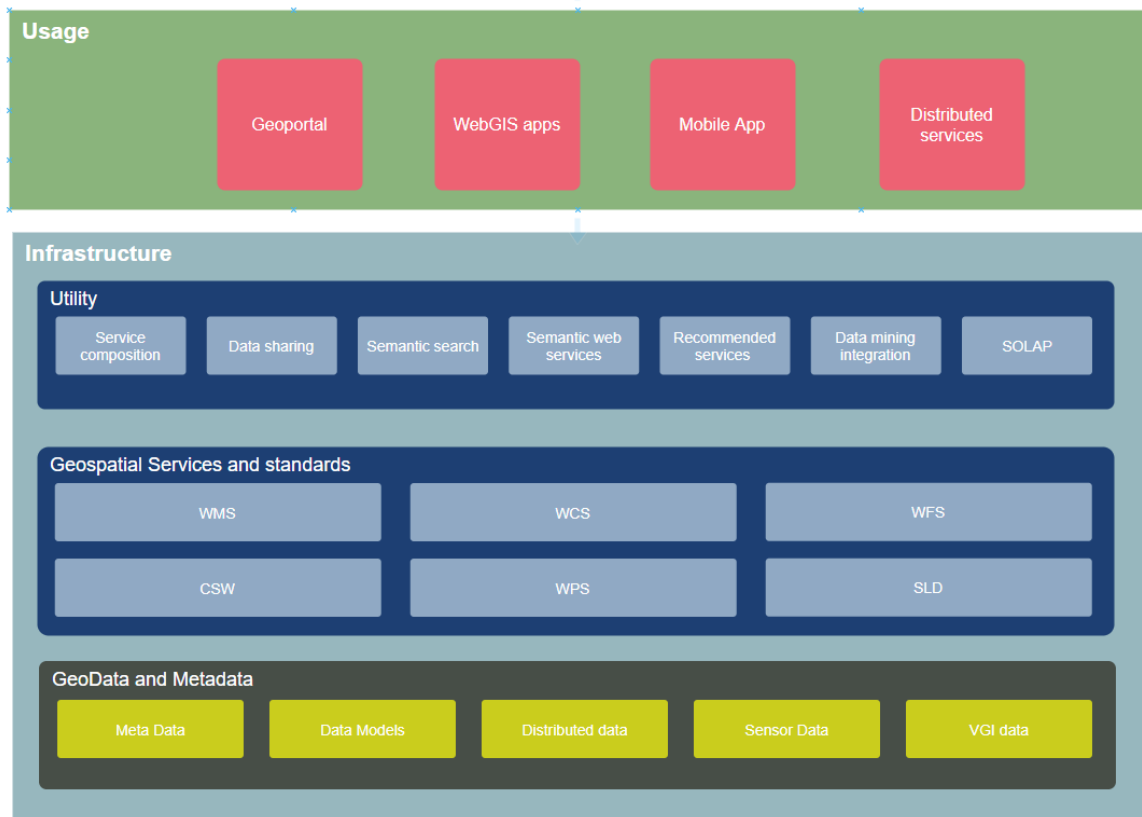 Usage
Geoportal
WebGIS apps
Mobile App
Distributed
services
Infrastructure
Utility
Service
composition
Data sharing
Semantic search
Semantic web
services
Recommended
services
Data mining
integration
SOLAP
Geospatial Services and standards
WMS
WCS
WFS
CSW
WPS
SLD
GeoData and Metadata
Meta Data
Data Models
Distributed data
Sensor Data
VGI data